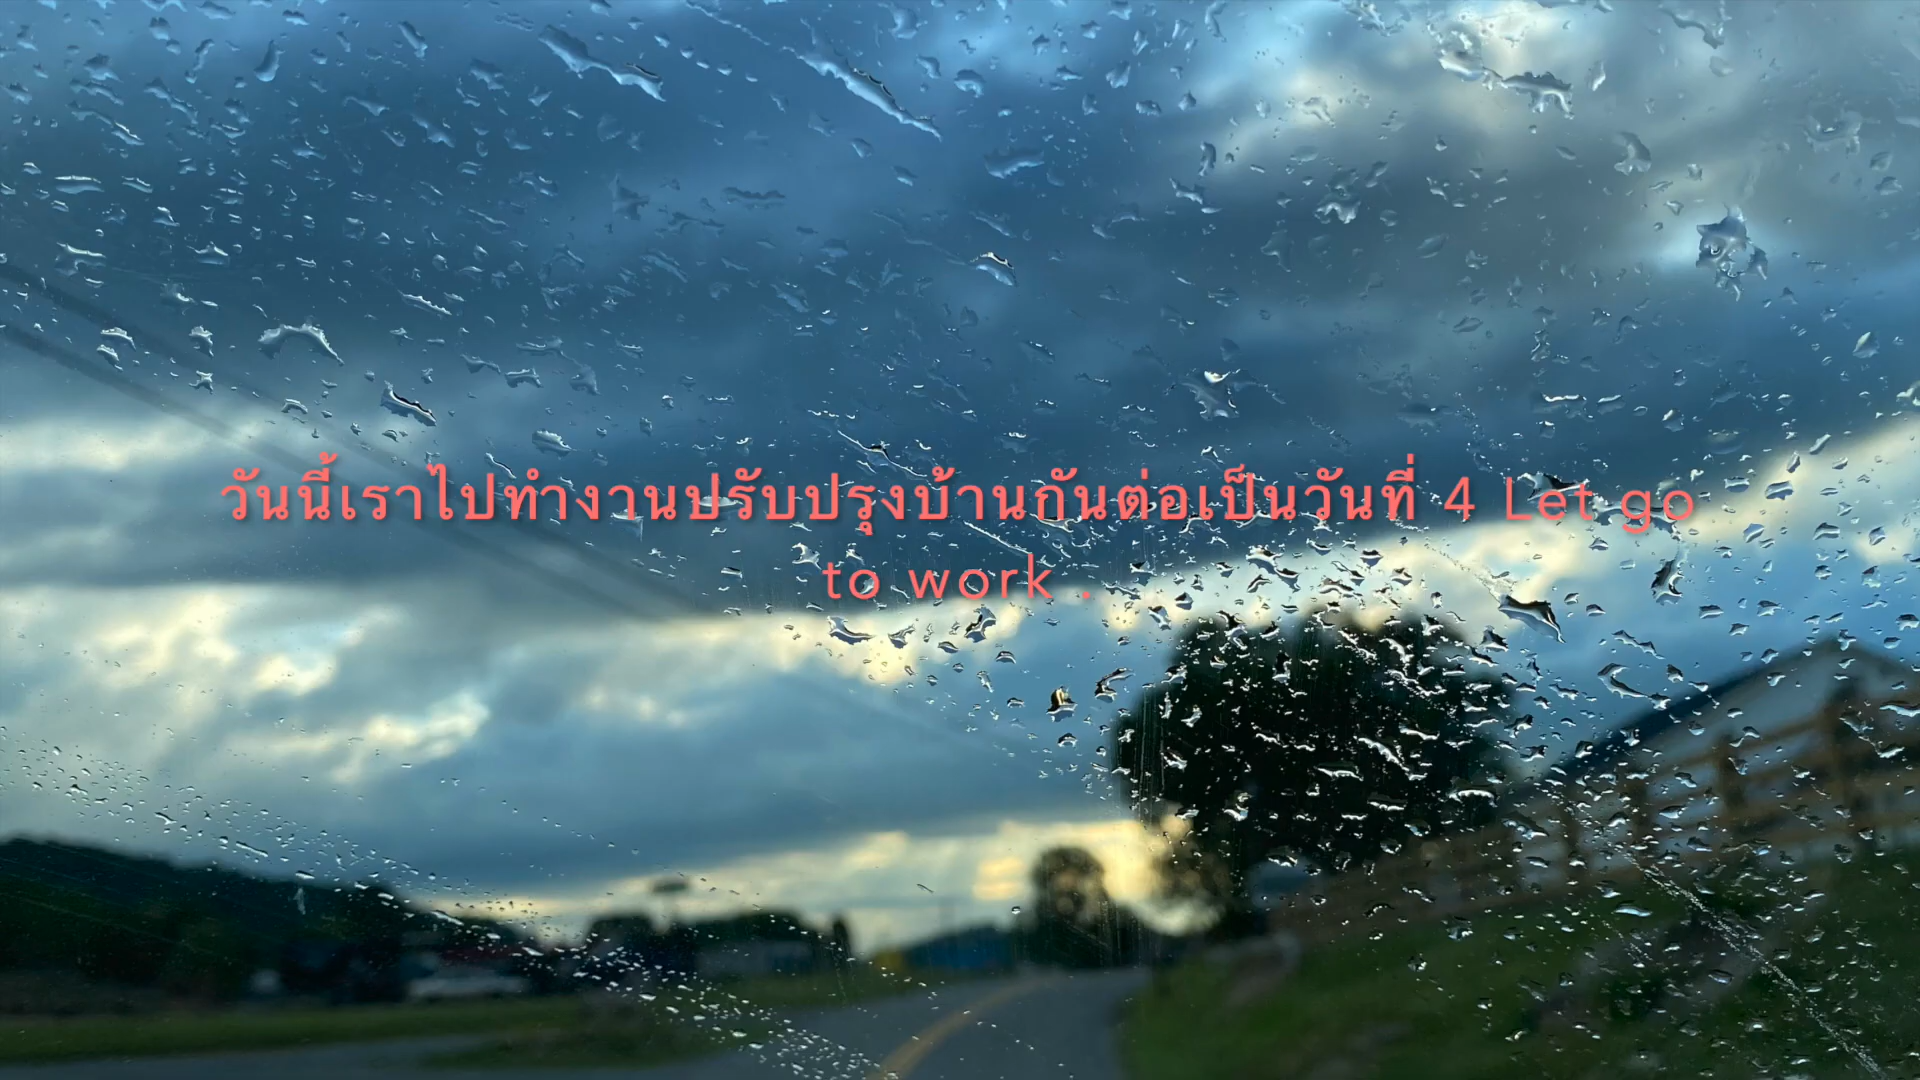 วันนี้เราไปทำงานปรับปรุงบ้านกันต่อเป็นวันที่ 4 Let go
to work .